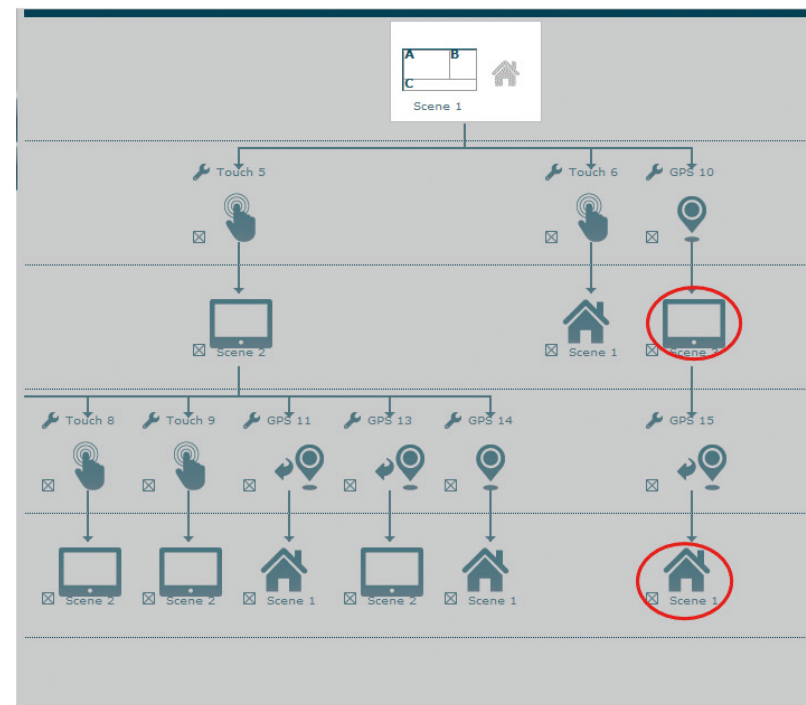 A B
C
Scene 1
Touch 5 Touch 6 GPS 10
Scene 2 Scene 1 Scene
Touch 8 Touch 9 GPS 11 GPS 13 GPS 14 GPS 15
Scene 2 Scene 2 Scene 1 Scene 2 Scene 1 Scene 1